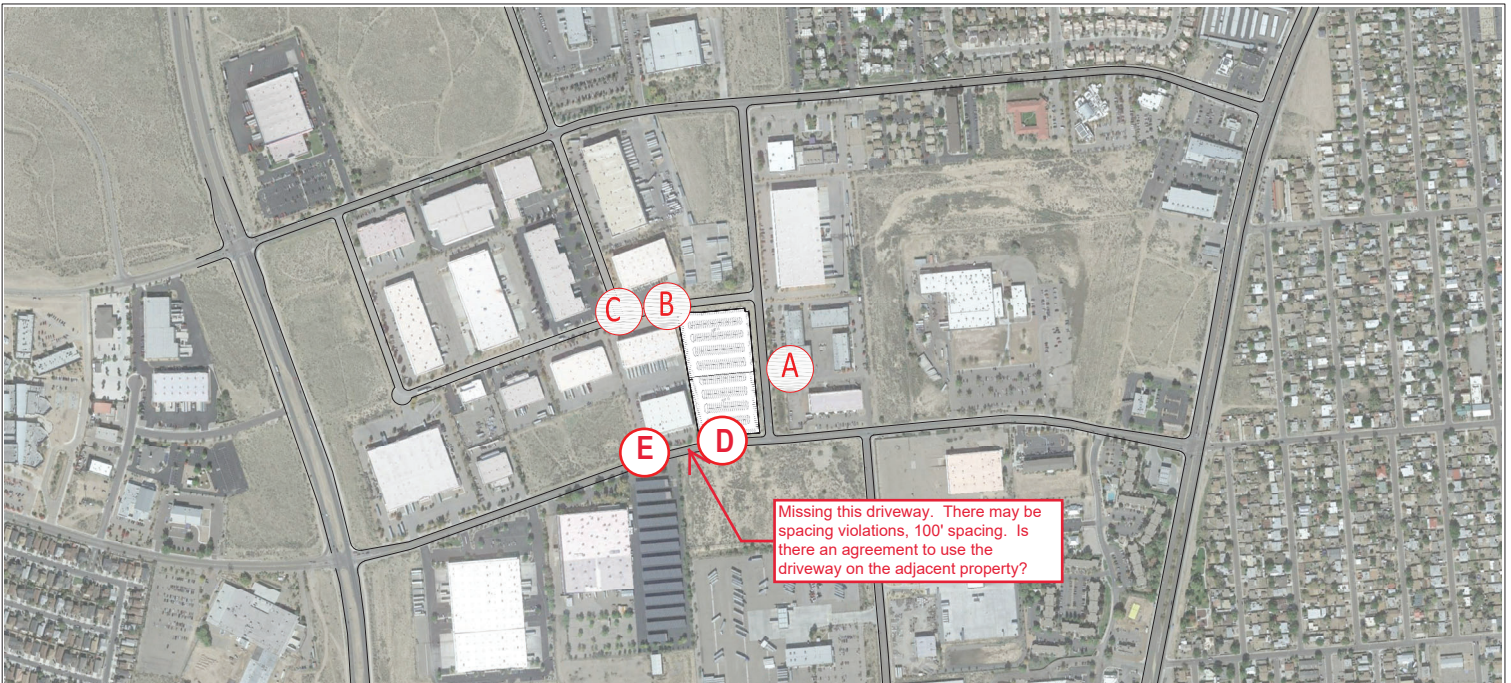 C
B
A
E
D
Missing this driveway.  There may be
spacing violations, 100' spacing.  Is
there an agreement to use the
driveway on the adjacent property?